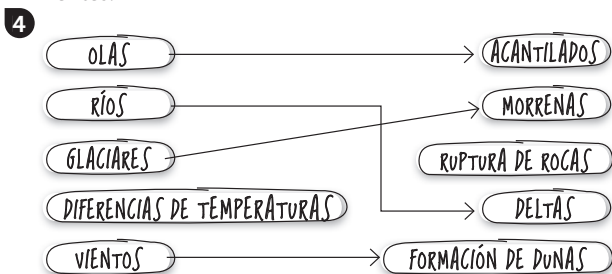 4
OLAS ACANTILADOS
RÍOS MORRENAS
GLACIARES RUPTURA DE ROCAS
DIFERENCIAS DE TEMPERATURAS DELTAS
VIENTOS FORMACIÓN DE DUNAS